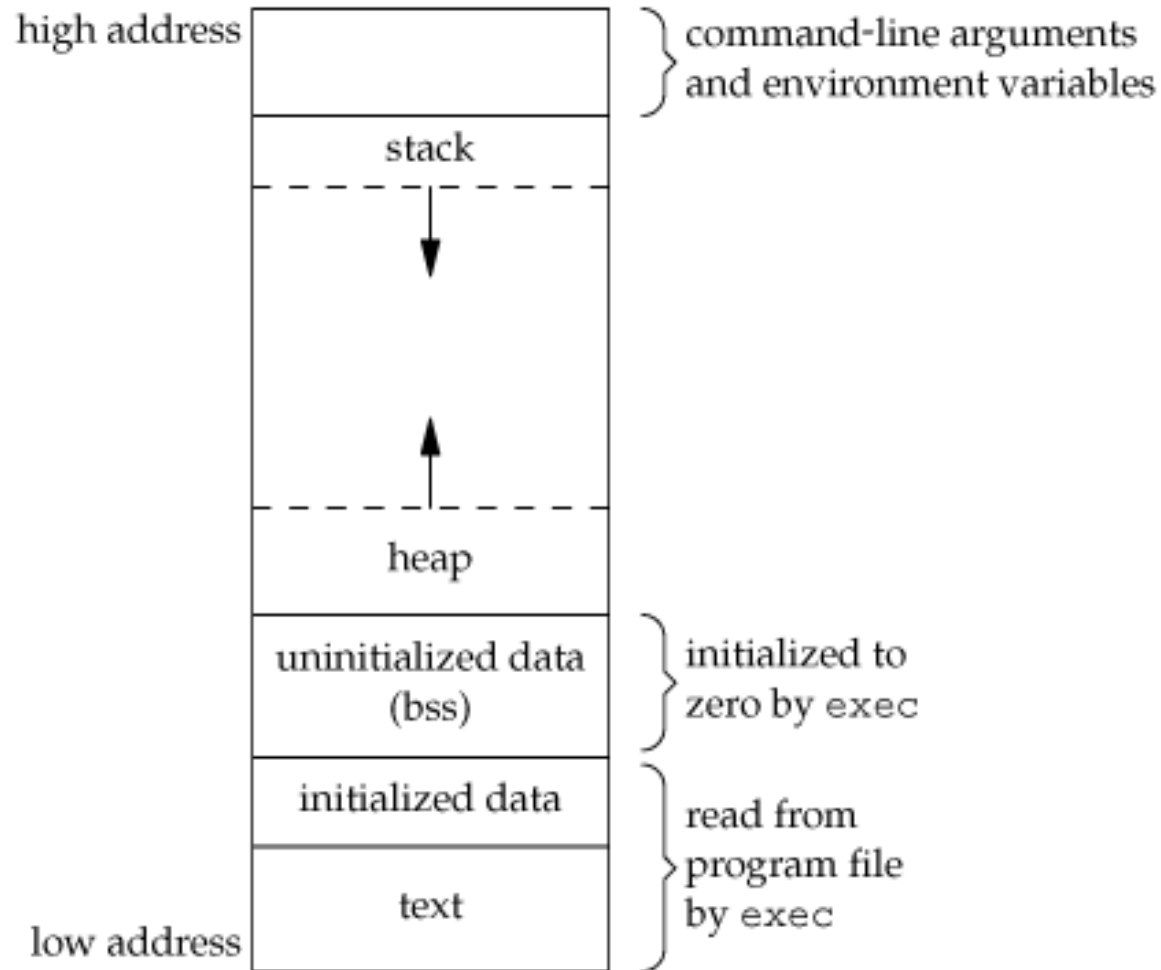 high address
command-line arguments
and environment variables
stack
heap
uninitialized data
(bss)
initialized to
zero by exec
initialized data
read from
program file
by exec
text
low address